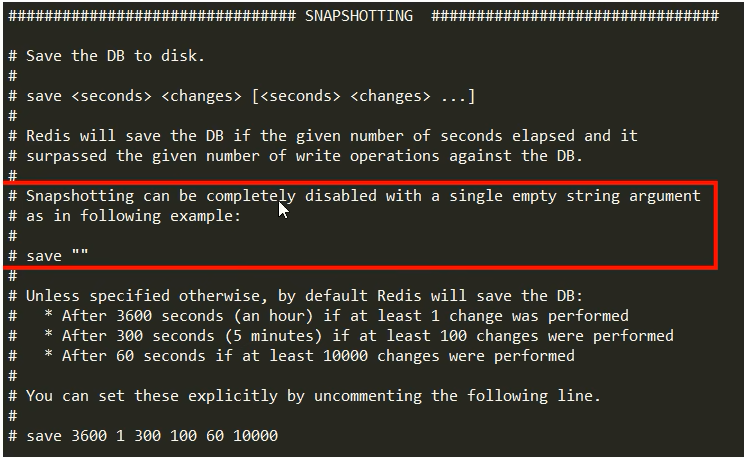 ################################ SNAPSHOTTING  ################################
# Save the DB to disk.
#
# save <seconds> <changes> [<seconds> <changes> ...]
#
# Redis will save the DB if the given number of seconds elapsed and it
# surpassed the given number of write operations against the DB.
#
# Snapshotting can be completely disabled with a single empty string argument
# as in following example:
#
# save ""
#
# Unless specified otherwise, by default Redis will save the DB:
#   * After 3600 seconds (an hour) if at least 1 change was performed
#   * After 300 seconds (5 minutes) if at least 100 changes were performed
#   * After 60 seconds if at least 10000 changes were performed
#
# You can set these explicitly by uncommenting the following line.
#
# save 3600 1 300 100 60 10000